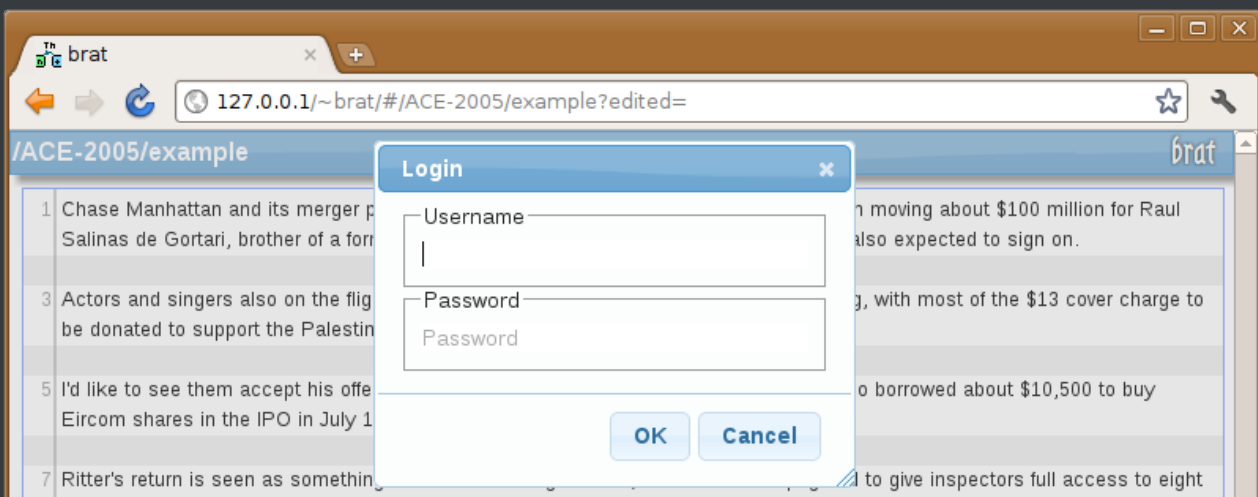 brat
127.0.0.1/~brat/#/ACE-2005/example?edited=
/ACE-2005/example
brat
Login
Username
Password
Password
OK
Cancel
1 Chase Manhattan and its merger moving about $100 million for Raul
Salinas de Gortari, brother of a also expected to sign on.
3 Actors and singers also on the with most of the $13 cover charge to
be donated to support the
5 I'd like to see them accept his borrowed about $10,500 to buy
Eircom shares in the IPO in July
7 Ritter's return is seen as something to give inspectors full access to eight